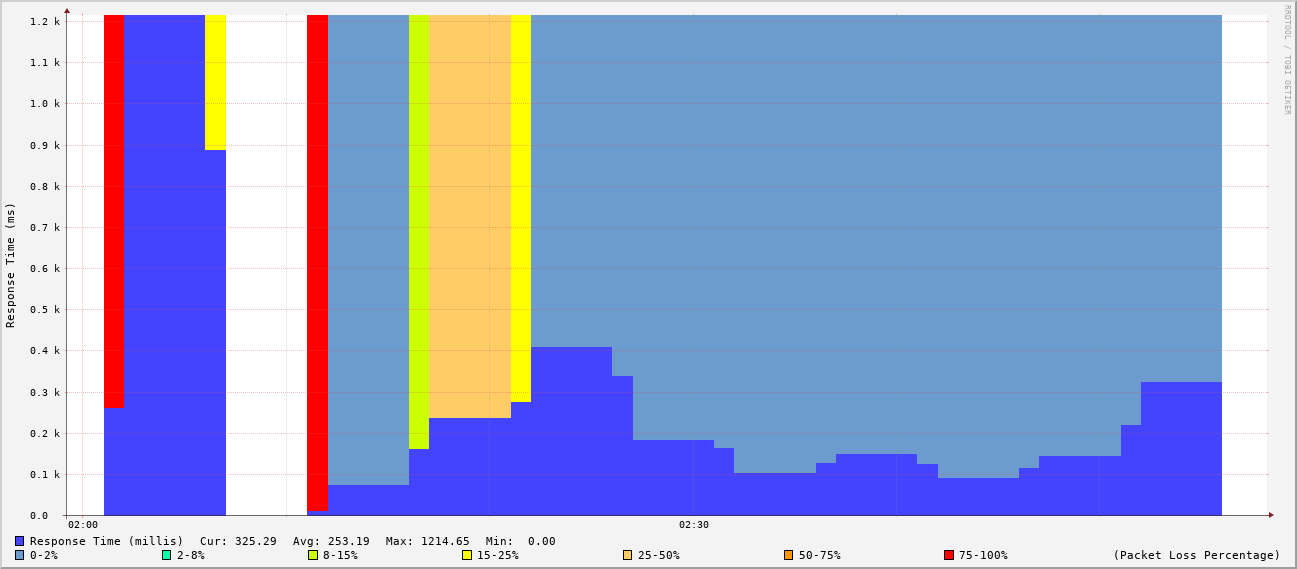 RRDTOOL / TOBI OETIKER
Response Time (ms)
1.2 k
1.1 k
1.0 k
0.9 k
0.8 k
0.7 k
0.6 k
0.5 k
0.4 k
0.3 k
0.2 k
0.1 k
0.0
02:00 02:30
Response Time (millis) Cur: 325.29 Avg: 253.19 Max: 1214.65 Min: 0.00
0-2% 2-8% 8-15% 15-25% 25-50% 50-75% 75-100% (Packet Loss Percentage)